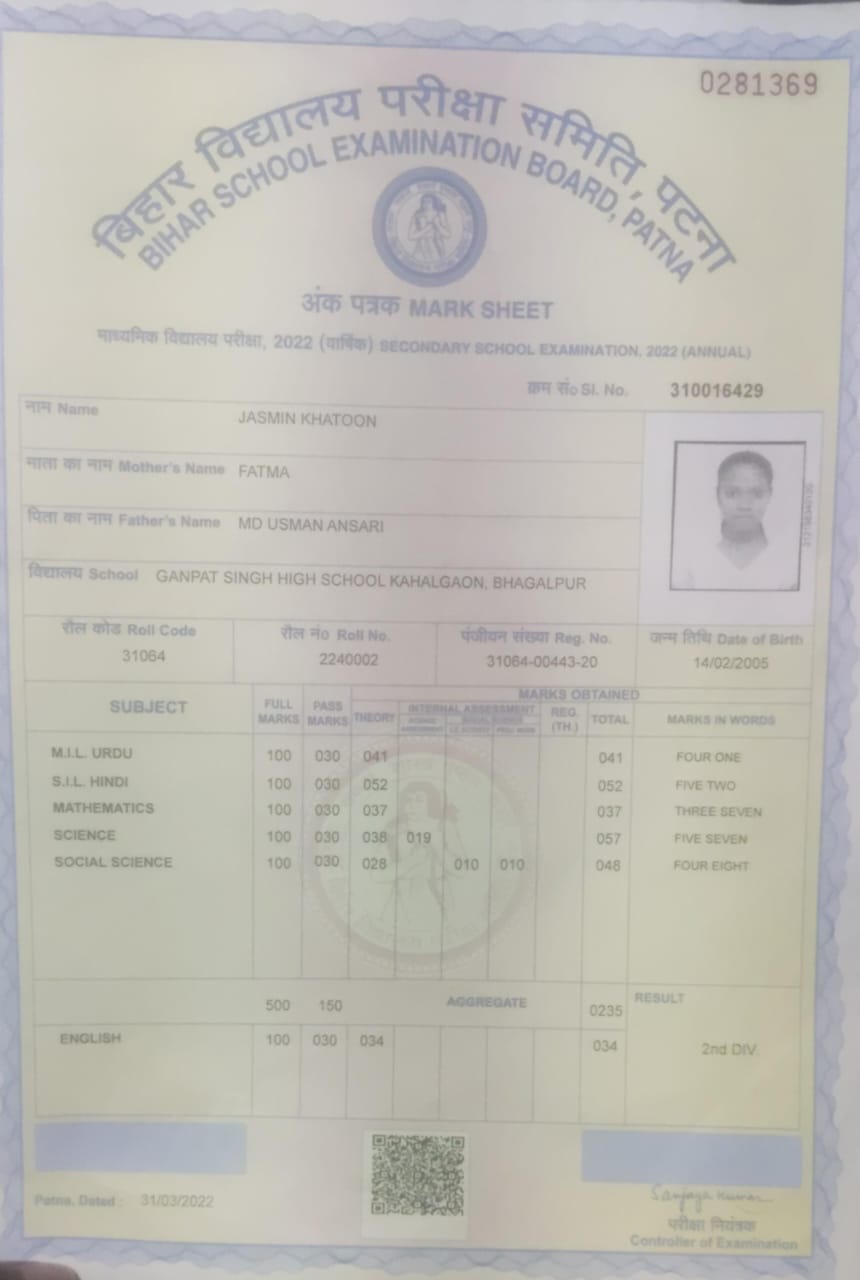 0281369
बिहार विद्यालय परीक्षा समिति, पटना
BIHAR SCHOOL EXAMINATION BOARD, PATNA
अंक पत्रक MARK SHEET
माध्यमिक विद्यालय परीक्षा, 2022 (वार्षिक) SECONDARY SCHOOL EXAMINATION, 2022 (ANNUAL)
क्रम सं० Sl. No. 310016429
नाम Name JASMIN KHATOON
माता का नाम Mother's Name FATMA
पिता का नाम Father's Name MD USMAN ANSARI
विद्यालय School GANPAT SINGH HIGH SCHOOL KAHALGAON, BHAGALPUR
रौल कोड Roll Code रौल नं० Roll No. पंजीयन संख्या Reg. No. जन्म तिथि Date of Birth
31064 2240002 31064-00443-20 14/02/2005
MARKS OBTAINED
SUBJECT FULL MARKS PASS MARKS THEORY INTERNAL ASSESSMENT REG. (TH.) TOTAL MARKS IN WORDS
M.I.L. URDU 100 030 041 041 FOUR ONE
S.I.L. HINDI 100 030 052 052 FIVE TWO
MATHEMATICS 100 030 037 037 THREE SEVEN
SCIENCE 100 030 038 019 057 FIVE SEVEN
SOCIAL SCIENCE 100 030 028 010 010 048 FOUR EIGHT
500 150 AGGREGATE 0235 RESULT
ENGLISH 100 030 034 034 2nd DIV.
Patna, Dated : 31/03/2022
Sanjaya Kumar
परीक्षा नियंत्रक
Controller of Examination